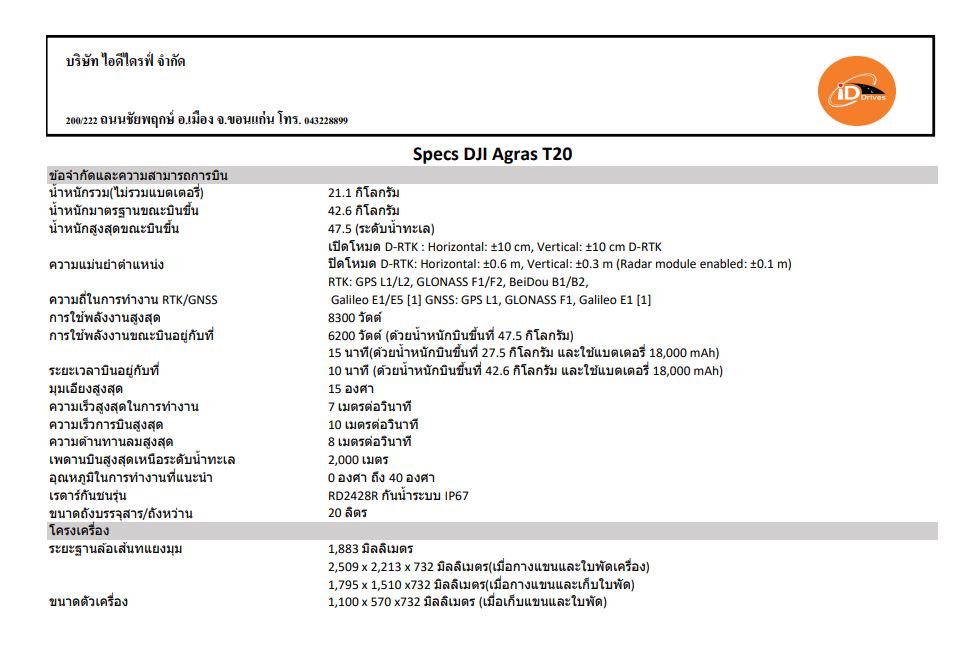 บริษัท ไอดีไดรฟ์ จำกัด
iD Drives
200/222 ถนนชัยพฤกษ์ อ.เมือง จ.ขอนแก่น โทร. 043228899
Specs DJI Agras T20
ข้อจำกัดและความสามารถการบิน
น้ำหนักรวม(ไม่รวมแบตเตอรี่) 21.1 กิโลกรัม
น้ำหนักมาตรฐานขณะบินขึ้น 42.6 กิโลกรัม
น้ำหนักสูงสุดขณะบินขึ้น 47.5 (ระดับน้ำทะเล)
เปิดโหมด D-RTK : Horizontal: ±10 cm, Vertical: ±10 cm D-RTK
ความแม่นยำตำแหน่ง ปิดโหมด D-RTK: Horizontal: ±0.6 m, Vertical: ±0.3 m (Radar module enabled: ±0.1 m)
RTK: GPS L1/L2, GLONASS F1/F2, BeiDou B1/B2,
ความถี่ในการทำงาน RTK/GNSS Galileo E1/E5 [1] GNSS: GPS L1, GLONASS F1, Galileo E1 [1]
การใช้พลังงานสูงสุด 8300 วัตต์
การใช้พลังงานขณะบินอยู่กับที่ 6200 วัตต์ (ด้วยน้ำหนักบินขึ้นที่ 47.5 กิโลกรัม)
15 นาที(ด้วยน้ำหนักบินขึ้นที่ 27.5 กิโลกรัม และใช้แบตเตอรี่ 18,000 mAh)
ระยะเวลาบินอยู่กับที่ 10 นาที (ด้วยน้ำหนักบินขึ้นที่ 42.6 กิโลกรัม และใช้แบตเตอรี่ 18,000 mAh)
มุมเอียงสูงสุด 15 องศา
ความเร็วสูงสุดในการทำงาน 7 เมตรต่อวินาที
ความเร็วการบินสูงสุด 10 เมตรต่อวินาที
ความต้านทานลมสูงสุด 8 เมตรต่อวินาที
เพดานบินสูงสุดเหนือระดับน้ำทะเล 2,000 เมตร
อุณหภูมิในการทำงานที่แนะนำ 0 องศา ถึง 40 องศา
เรดาร์กันชนรุ่น RD2428R กันน้ำระบบ IP67
ขนาดถังบรรจุสาร/ถังหว่าน 20 ลิตร
โครงเครื่อง
ระยะฐานล้อเส้นทแยงมุม 1,883 มิลลิเมตร
2,509 x 2,213 x 732 มิลลิเมตร(เมื่อกางแขนและใบพัดเครื่อง)
1,795 x 1,510 x732 มิลลิเมตร(เมื่อกางแขนและเก็บใบพัด)
ขนาดตัวเครื่อง 1,100 x 570 x732 มิลลิเมตร (เมื่อเก็บแขนและใบพัด)